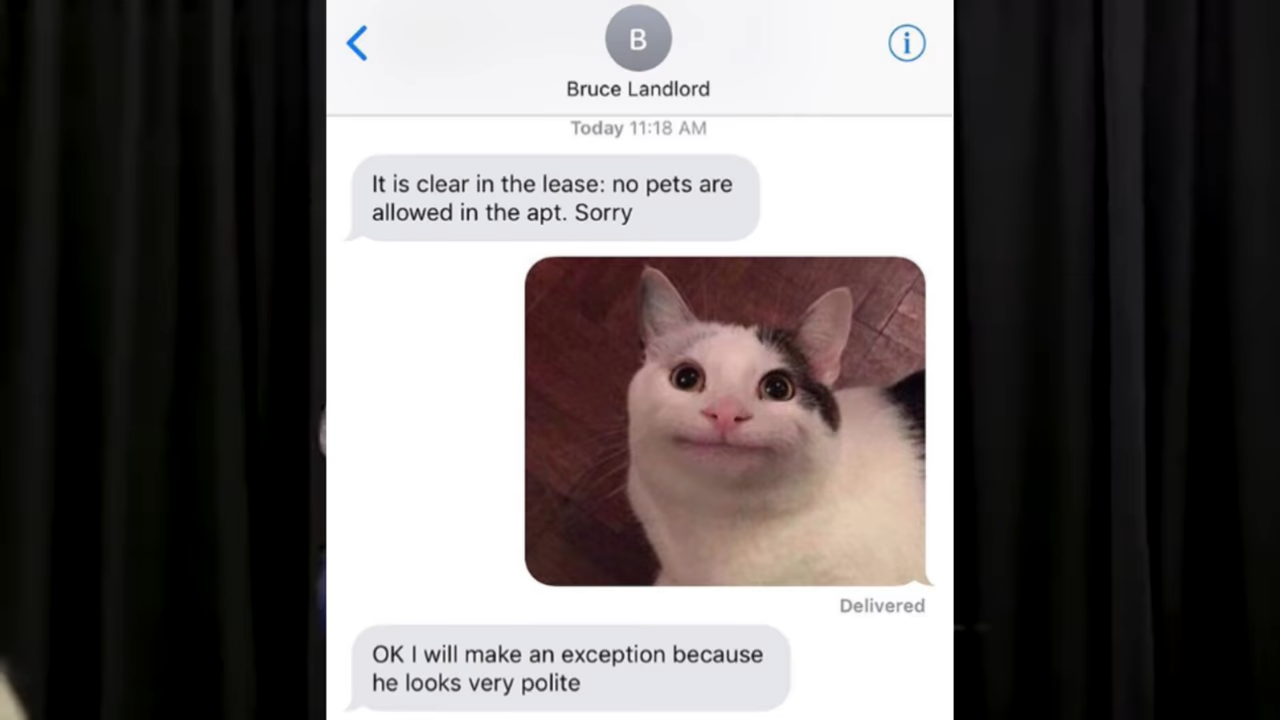 B
Bruce Landlord
Today 11:18 AM
It is clear in the lease: no pets are
allowed in the apt. Sorry
Delivered
OK I will make an exception because
he looks very polite